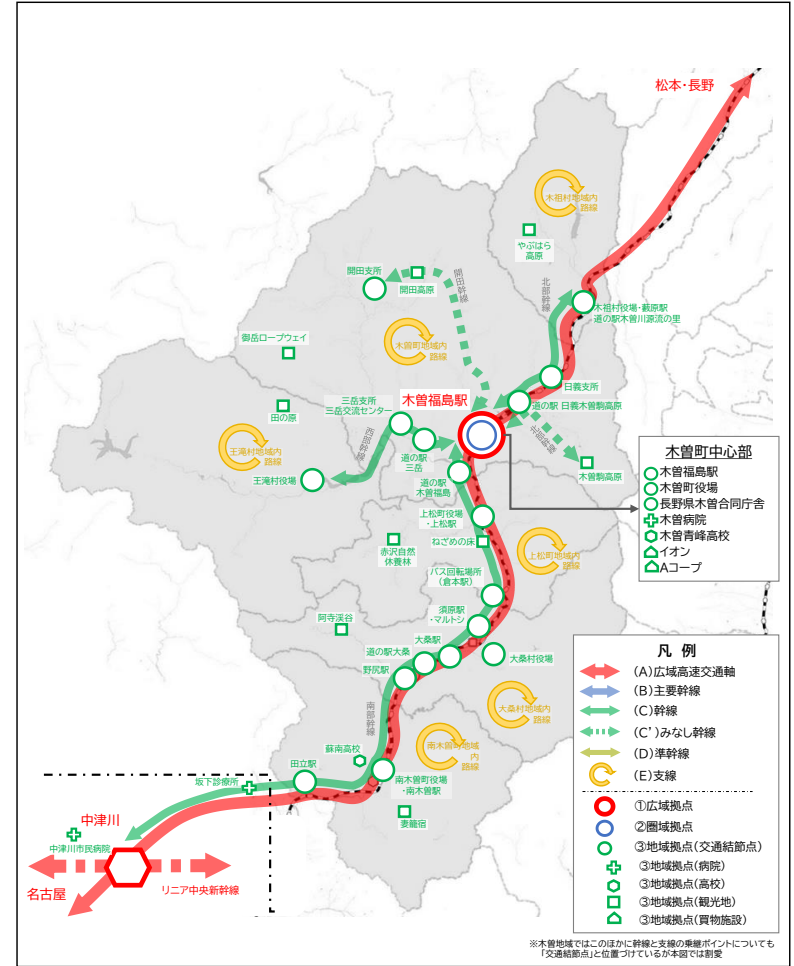 松本・長野
木祖村地域内
路線
やぶはら
高原
開田支所
開田高原
開田幹線
北部幹線
木祖村役場・藪原駅
道の駅木曽川源流の里
木曽町地域内
路線
御岳ロープウェイ
日義支所
三岳支所
三岳交流センター
木曽福島駅
道の駅 日義木曽駒高原
田の原
西部幹線
王滝村地域内
路線
道の駅
三岳
木曽駒高原
王滝村役場
道の駅
木曽福島
木曽町中心部
木曽福島駅
木曽町役場
長野県木曽合同庁舎
木曽病院
木曽青峰高校
イオン
Aコープ
上松町役場
・上松駅
ねざめの床
赤沢自然
休養林
上松町地域内
路線
バス回転場所
(倉本駅)
阿寺渓谷
須原駅
・マルトシ
大桑駅
道の駅大桑
大桑村役場
野尻駅
大桑村地域内
路線
南部幹線
南木曽町地域
内
路線
蘇南高校
田立駅
南木曽町役場
・南木曽駅
坂下診療所
妻籠宿
中津川
中津川市民病院
名古屋
リニア中央新幹線
凡 例
(A)広域高速交通軸
(B)主要幹線
(C)幹線
(C')みなし幹線
(D)準幹線
(E)支線
①広域拠点
②圏域拠点
③地域拠点(交通結節点)
③地域拠点(病院)
③地域拠点(高校)
③地域拠点(観光地)
③地域拠点(買物施設)
※木曽地域ではこのほかに幹線と支線の乗継ポイントについても
「交通結節点」と位置づけているが本図では割愛